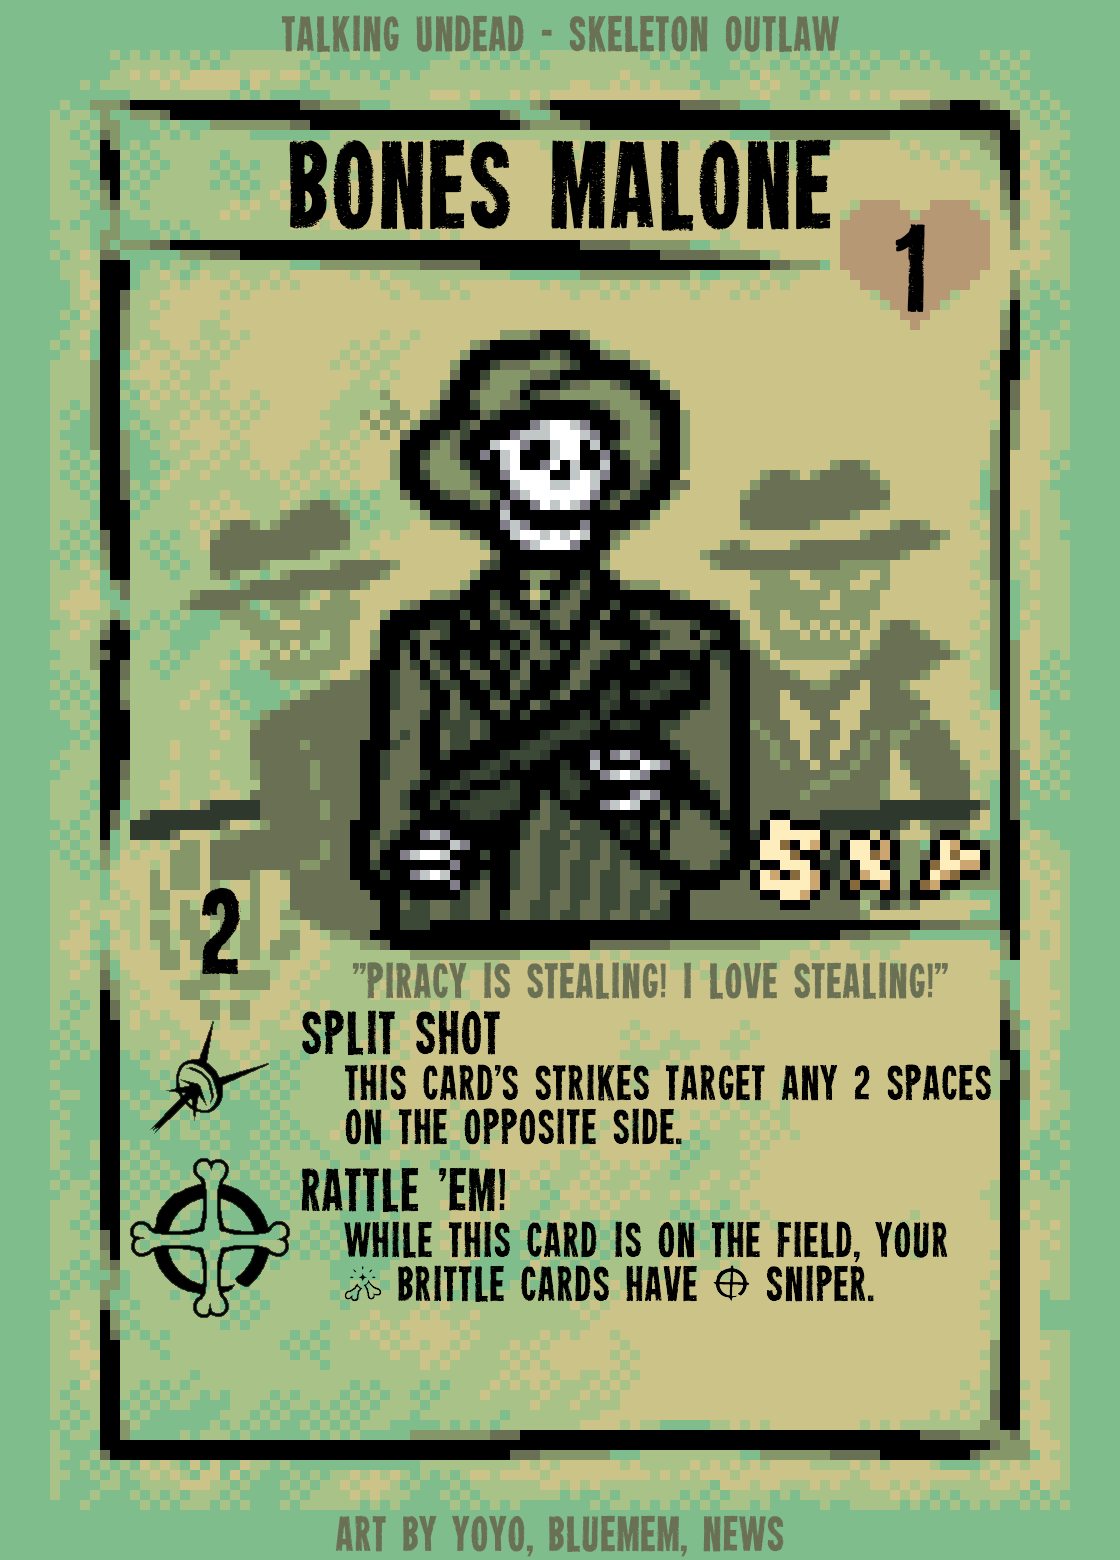 TALKING UNDEAD - SKELETON OUTLAW
BONES MALONE
1
2
"PIRACY IS STEALING! I LOVE STEALING!"
SPLIT SHOT
THIS CARD'S STRIKES TARGET ANY 2 SPACES
ON THE OPPOSITE SIDE.
RATTLE 'EM!
WHILE THIS CARD IS ON THE FIELD, YOUR
BRITTLE CARDS HAVE SNIPER.
ART BY YOYO, BLUEMEM, NEWS